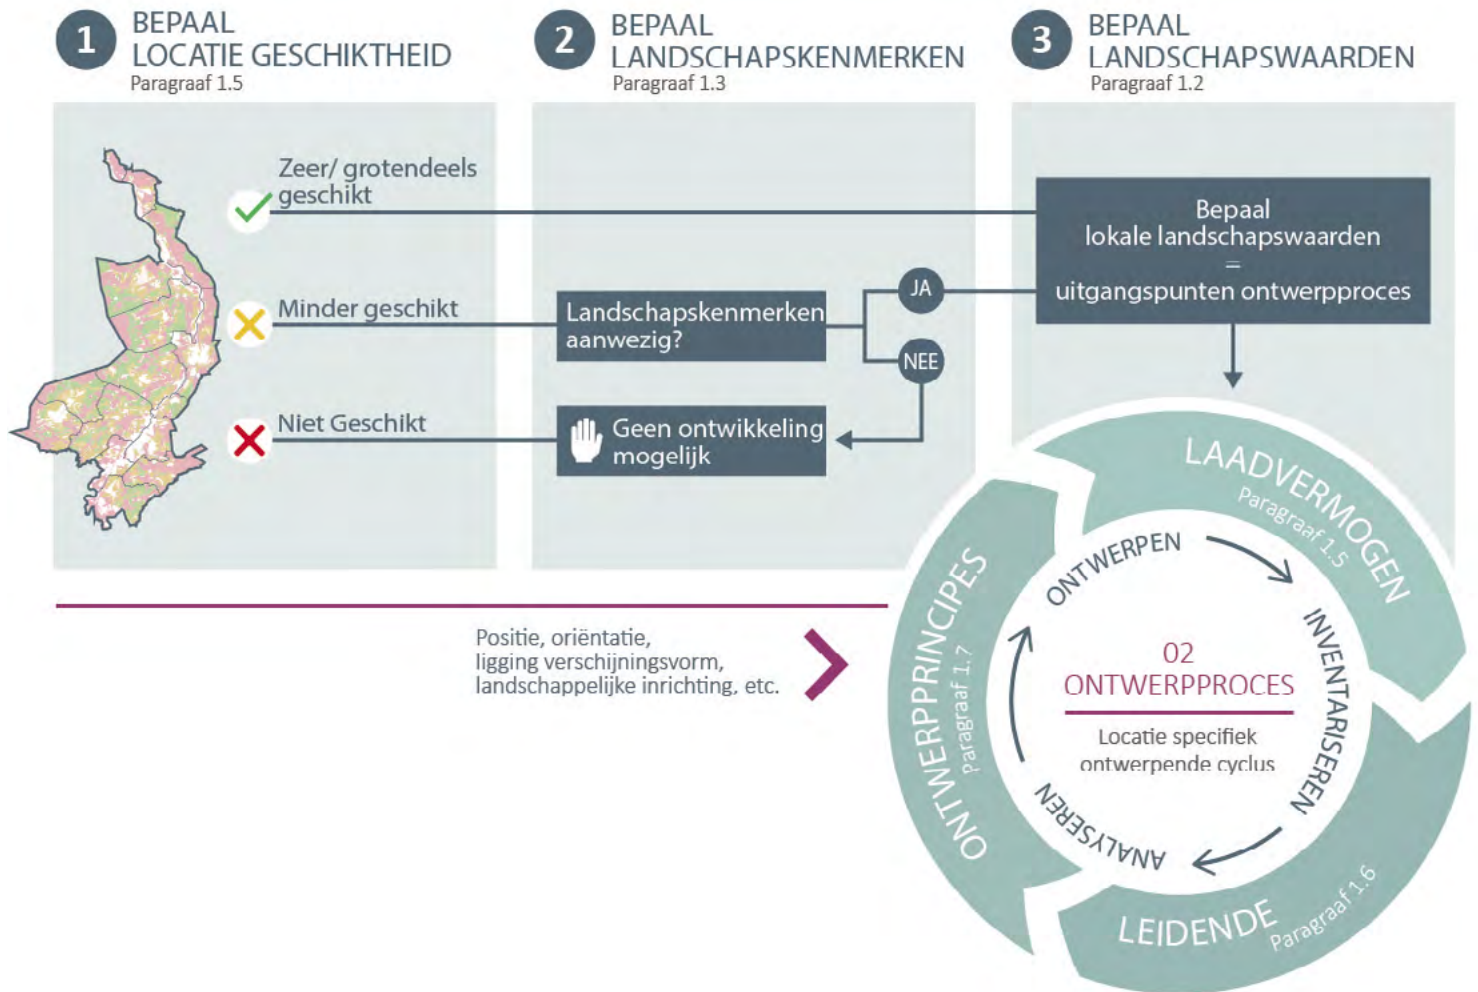 1
BEPAAL
LOCATIE GESCHIKTHEID
Paragraaf 1.5
2
BEPAAL
LANDSCHAPSKENMERKEN
Paragraaf 1.3
3
BEPAAL
LANDSCHAPSWAARDEN
Paragraaf 1.2
Zeer/ grotendeels
geschikt
Minder geschikt
Niet Geschikt
Landschapskenmerken
aanwezig?
JA
NEE
Geen ontwikkeling
mogelijk
Bepaal
lokale landschapswaarden
=
uitgangspunten ontwerpproces
Positie, oriëntatie,
ligging verschijningsvorm,
landschappelijke inrichting, etc.
LAADVERMOGEN
Paragraaf 1.5
LEIDENDE
Paragraaf 1.6
ONTWERPPRINCIPES
Paragraaf 1.7
ONTWERPEN
INVENTARISEREN
ANALYSEREN
02
ONTWERPPROCES
Locatie specifiek
ontwerpende cyclus